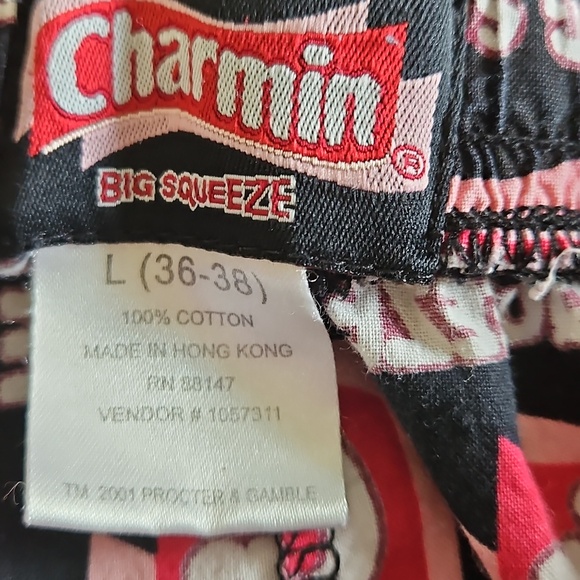 Charmin®
BIG SQUEEZE
L (36-38)
100% COTTON
MADE IN HONG KONG
RN 88147
VENDOR # 1057311
TM 2001 PROCTER & GAMBLE